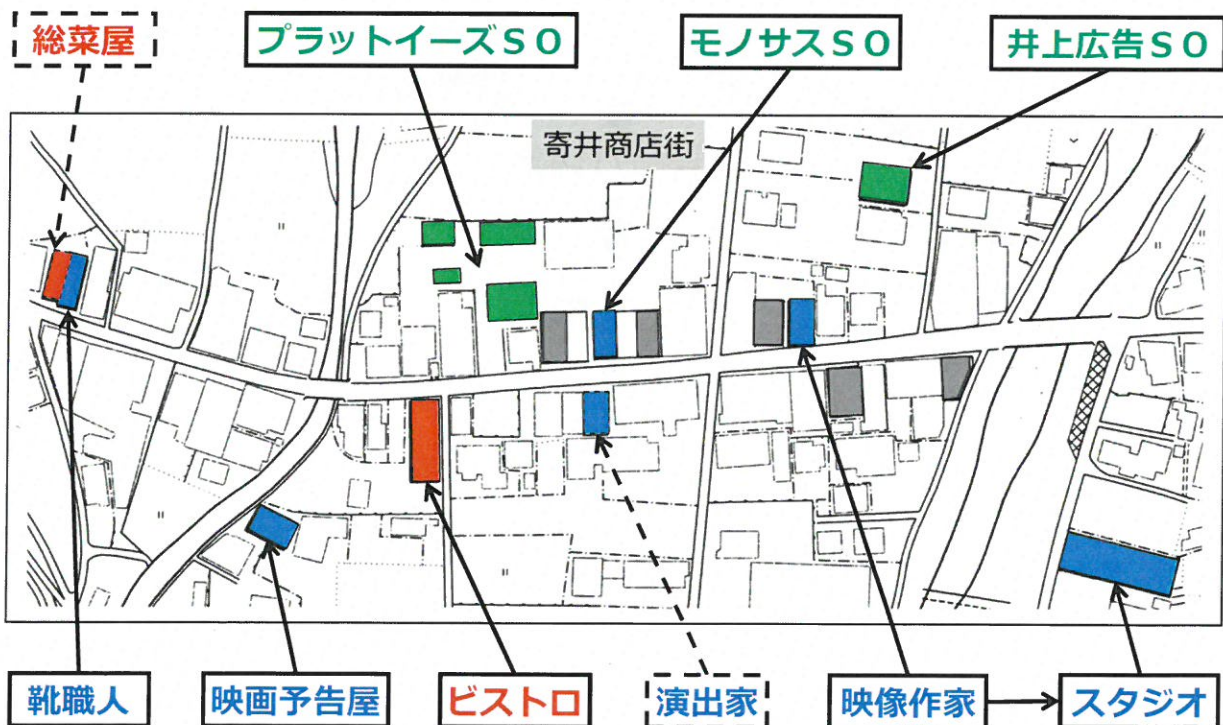 総菜屋
プラットイーズＳＯ
モノサスＳＯ
井上広告ＳＯ
寄井商店街
靴職人
映画予告屋
ビストロ
演出家
映像作家
スタジオ